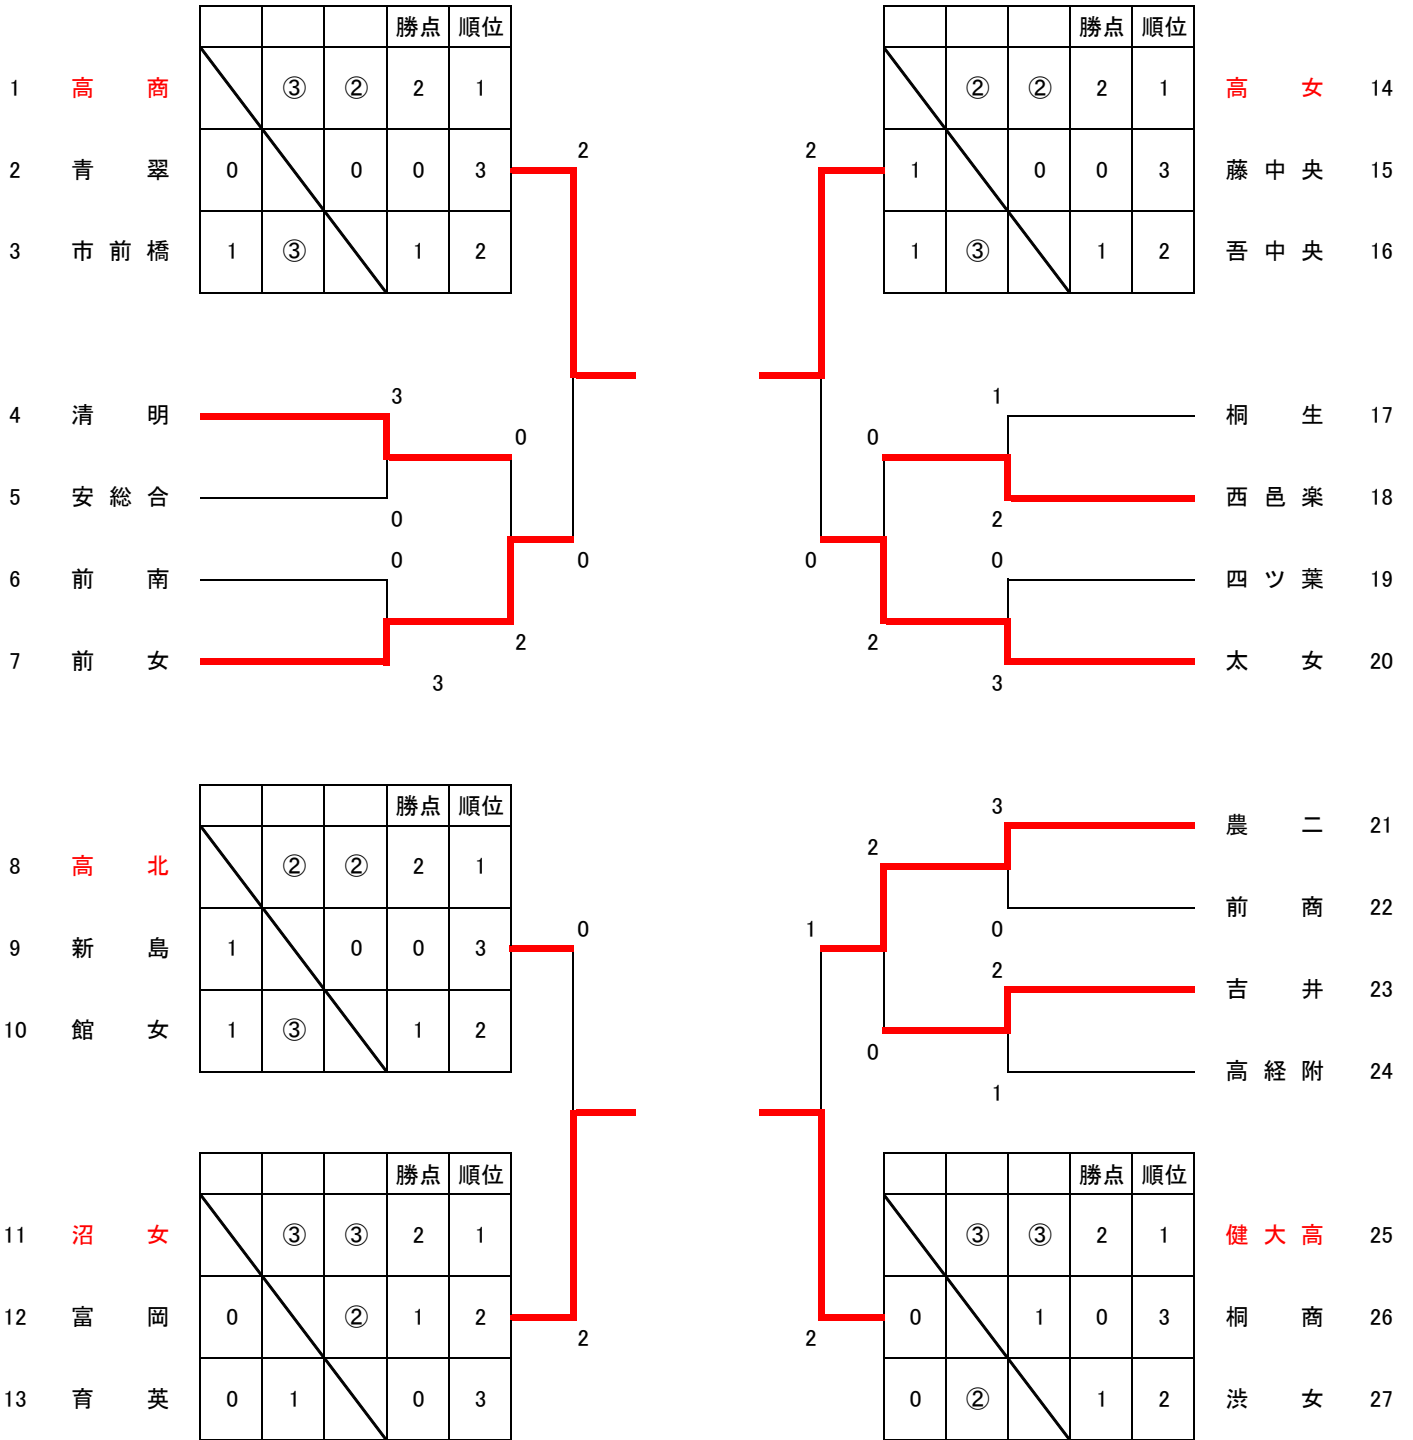 勝点 順位
1 高商 ③ ② 2 1
2 青翠 0 0 0 3
3 市前橋 1 ③ 1 2
2
4 清明
5 安総合
6 前南
7 前女
3
0
0
3
0
2
0
勝点 順位
8 高北 ② ② 2 1
9 新島 1 0 0 3
10 館女 1 ③ 1 2
0
勝点 順位
11 沼女 ③ ③ 2 1
12 富岡 0 ② 1 2
13 育英 0 1 0 3
2
勝点 順位
② ② 2 1 高女 14
1 0 0 3 藤中央 15
1 ③ 1 2 吾中央 16
2
桐生 17
西邑楽 18
四ツ葉 19
太女 20
1
2
0
3
0
2
0
農二 21
前商 22
吉井 23
高経附 24
3
0
2
1
2
0
1
勝点 順位
③ ③ 2 1 健大高 25
0 1 0 3 桐商 26
0 ② 1 2 渋女 27
2